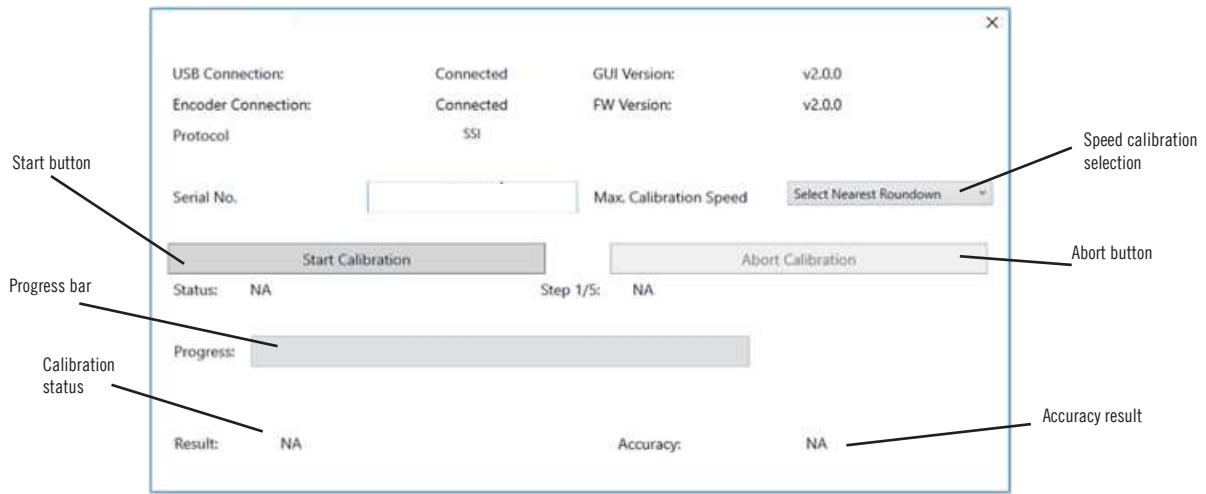 USB Connection: Connected GUI Version: v2.0.0
Encoder Connection: Connected FW Version: v2.0.0
Protocol SSI
Speed calibration
selection
Start button
Serial No. Max. Calibration Speed Select Nearest Roundown
Start Calibration Abort Calibration
Abort button
Status: NA Step 1/5: NA
Progress bar
Progress:
Calibration
status
Accuracy result
Result: NA Accuracy: NA